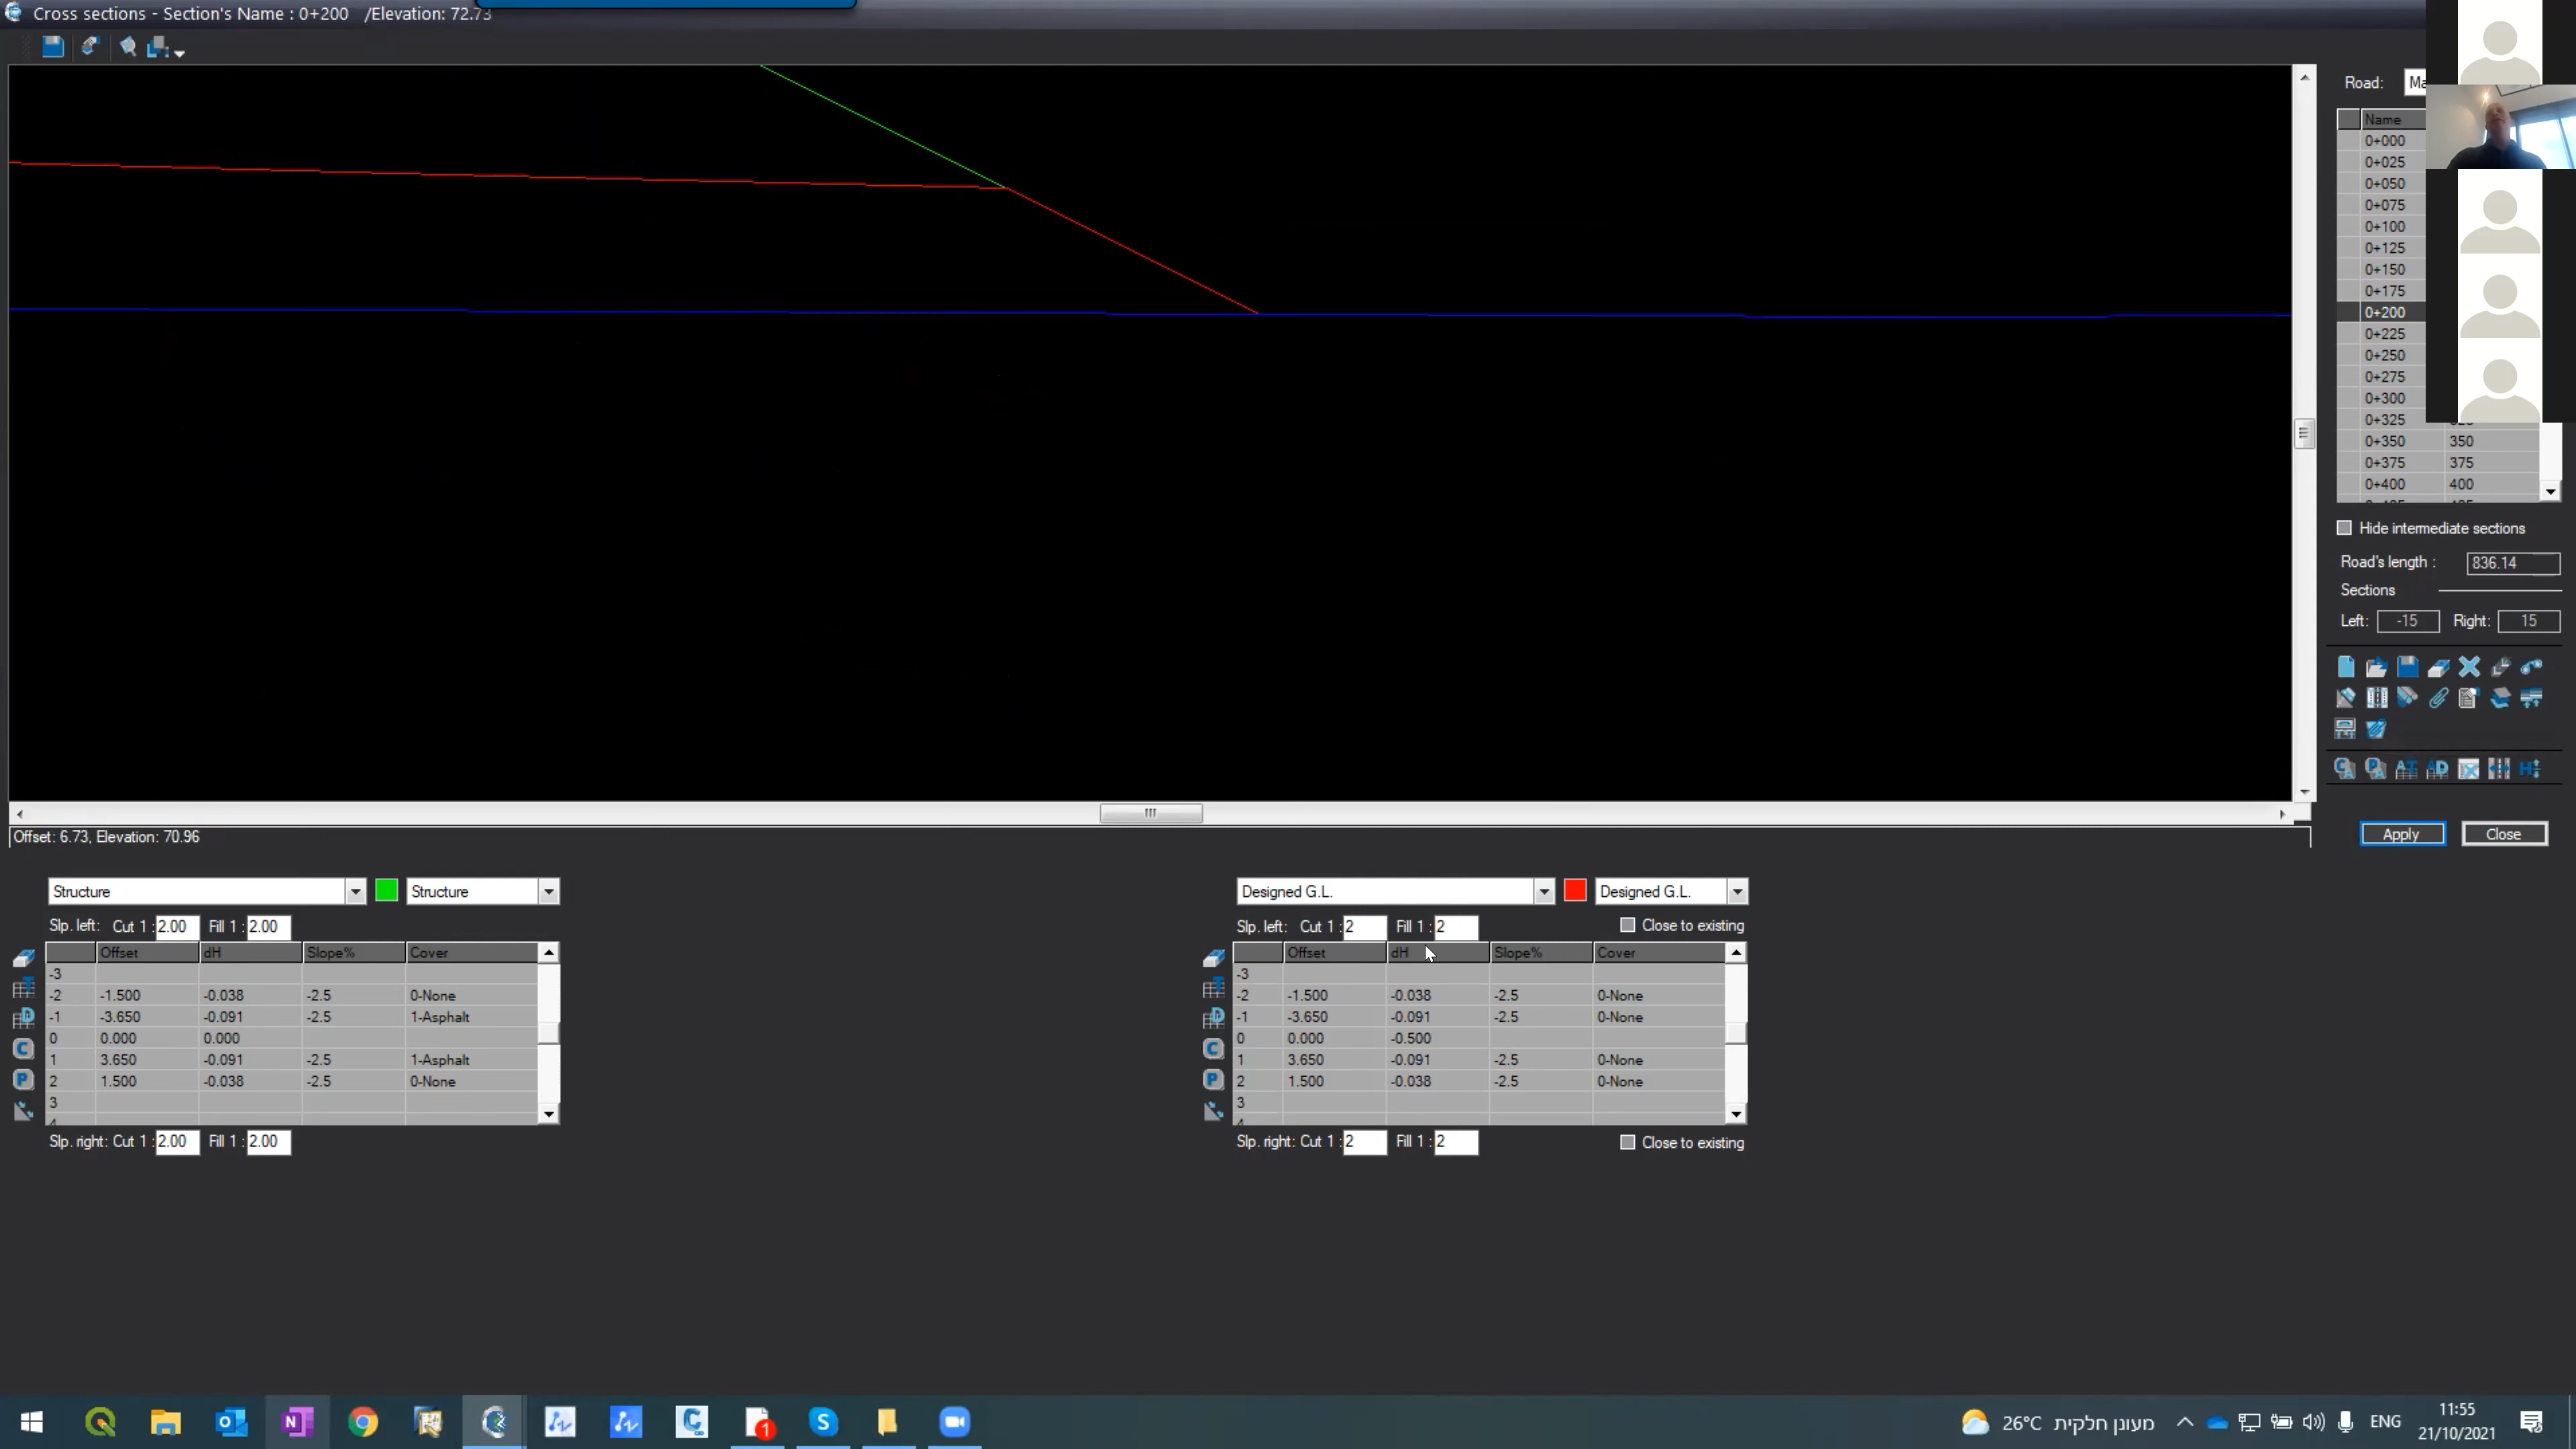 Cross sections - Section's Name : 0+200 /Elevation: 72.73
Road:
Name
0+000
0+025
0+050
0+075
0+100
0+125
0+150
0+175
0+200
0+225
0+250
0+275
0+300
0+325
0+350 350
0+375 375
0+400 400
Hide intermediate sections
Road's length : 836.14
Sections
Left: -15 Right: 15
Apply Close
Offset: 6.73, Elevation: 70.96
Structure Structure
Slp. left: Cut 1 : 2.00 Fill 1 : 2.00
Offset dH Slope% Cover
-3
-2 -1.500 -0.038 -2.5 0-None
-1 -3.650 -0.091 -2.5 1-Asphalt
0 0.000 0.000
1 3.650 -0.091 -2.5 1-Asphalt
2 1.500 -0.038 -2.5 0-None
3
Slp. right: Cut 1 : 2.00 Fill 1 : 2.00
Designed G.L. Designed G.L.
Slp. left: Cut 1 : 2 Fill 1 : 2 Close to existing
Offset dH Slope% Cover
-3
-2 -1.500 -0.038 -2.5 0-None
-1 -3.650 -0.091 -2.5 0-None
0 0.000 -0.500
1 3.650 -0.091 -2.5 0-None
2 1.500 -0.038 -2.5 0-None
3
Slp. right: Cut 1 : 2 Fill 1 : 2 Close to existing
26°C מעונן חלקית
ENG
11:55
21/10/2021